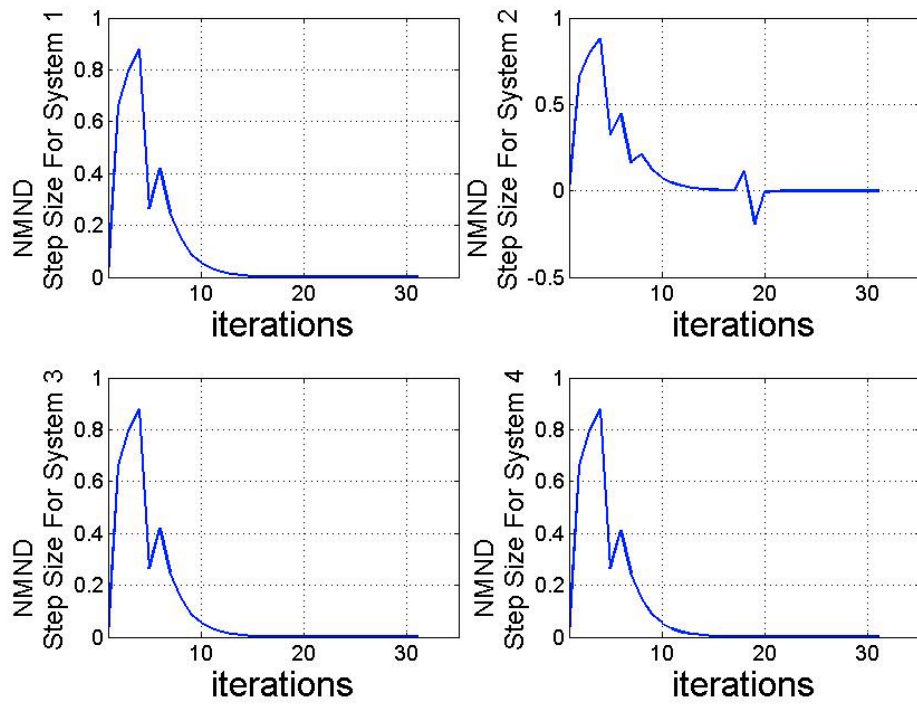 NMND
Step Size For System 1
1
0.8
0.6
0.4
0.2
0
10
20
30
iterations
NMND
Step Size For System 2
1
0.5
0
-0.5
10
20
30
iterations
NMND
Step Size For System 3
1
0.8
0.6
0.4
0.2
0
10
20
30
iterations
NMND
Step Size For System 4
1
0.8
0.6
0.4
0.2
0
10
20
30
iterations